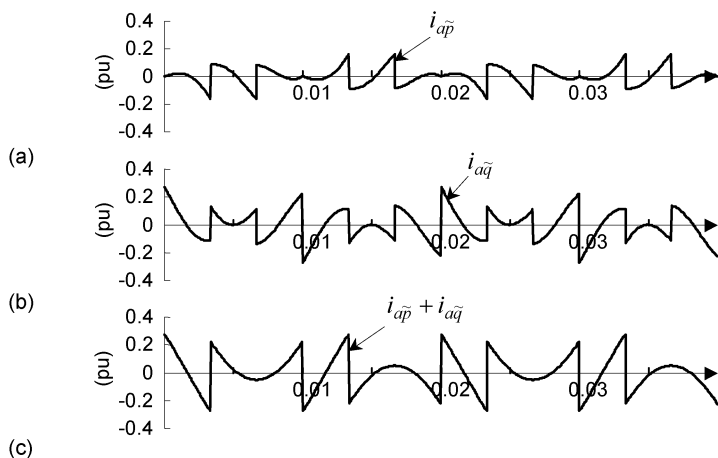 0.4
0.2
0
-0.2
-0.4
(pu)
i_{a\tilde{p}}
0.01
0.02
0.03
(a)
0.4
0.2
0
-0.2
-0.4
(pu)
i_{a\tilde{q}}
0.01
0.02
0.03
(b)
0.4
0.2
0
-0.2
-0.4
(pu)
i_{a\tilde{p}} + i_{a\tilde{q}}
0.01
0.02
0.03
(c)